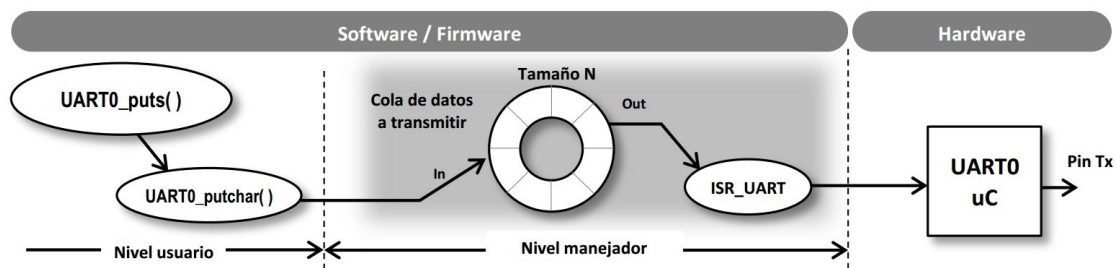 Software / Firmware
Hardware
Tamaño N
UART0_puts( )
Cola de datos
a transmitir
Out
In
UART0_putchar( )
ISR_UART
UART0
uC
Pin Tx
Nivel usuario
Nivel manejador